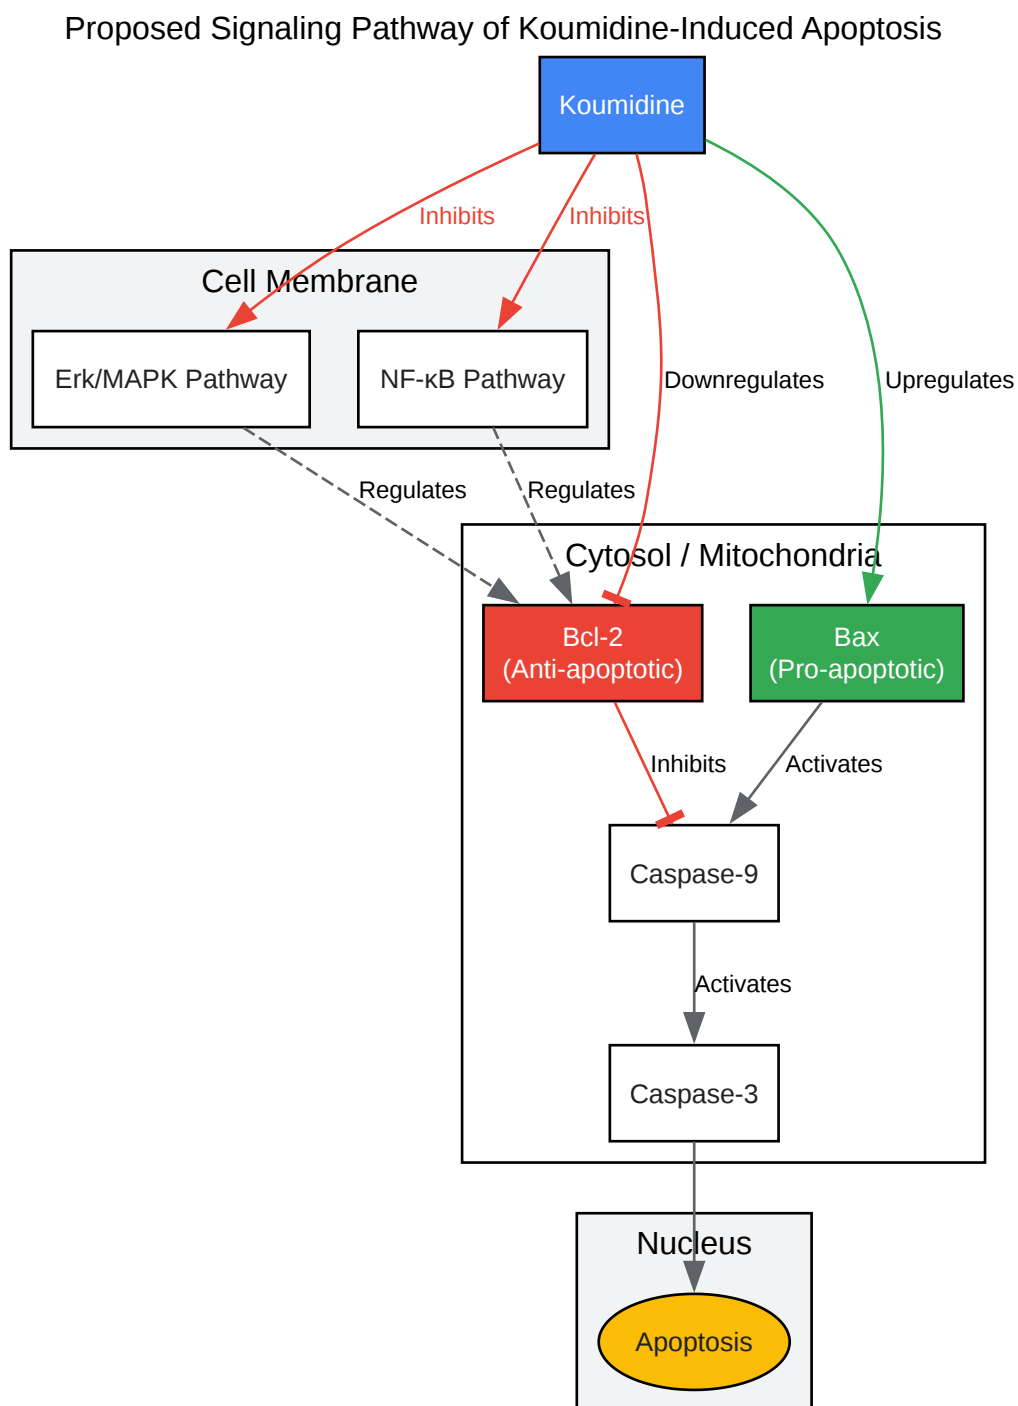 Proposed Signaling Pathway of Koumidine-Induced Apoptosis
Koumidine
Inhibits
Inhibits
Cell Membrane
Erk/MAPK Pathway
NF-κB Pathway
Downregulates
Upregulates
Regulates
Regulates
Cytosol / Mitochondria
Bcl-2
(Anti-apoptotic)
Bax
(Pro-apoptotic)
Inhibits
Activates
Caspase-9
Activates
Caspase-3
Nucleus
Apoptosis